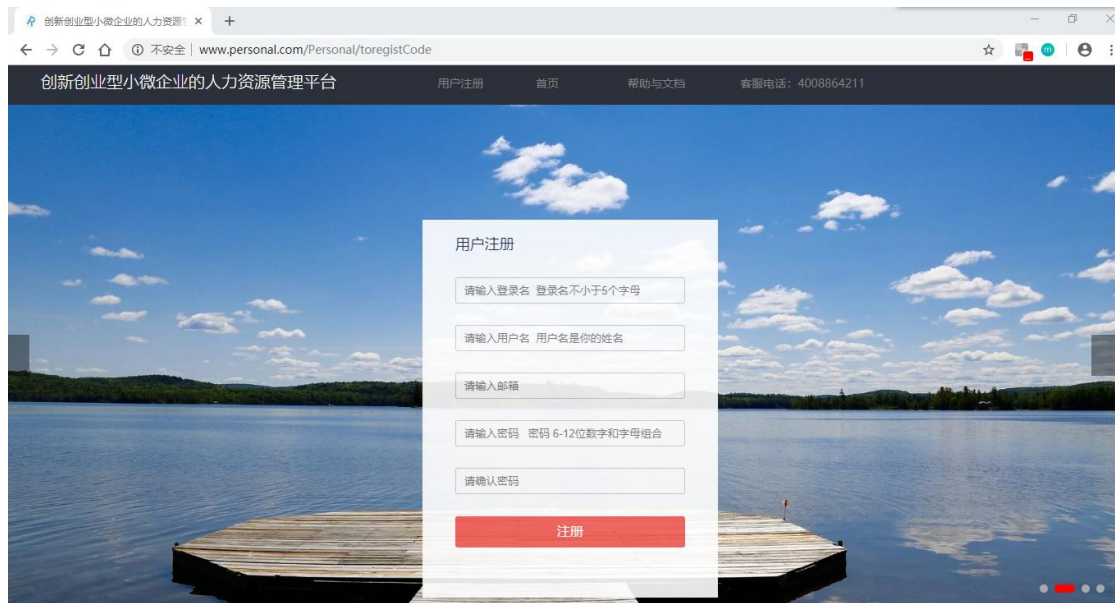 创新创业型小微企业的人力资源
不安全 | www.personal.com/Personal/toregistCode
创新创业型小微企业的人力资源管理平台
用户注册 首页 帮助与文档 客服电话：4008864211
用户注册
请输入登录名 登录名不小于5个字母
请输入用户名 用户名是你的姓名
请输入邮箱
请输入密码 密码 6-12位数字和字母组合
请确认密码
注册